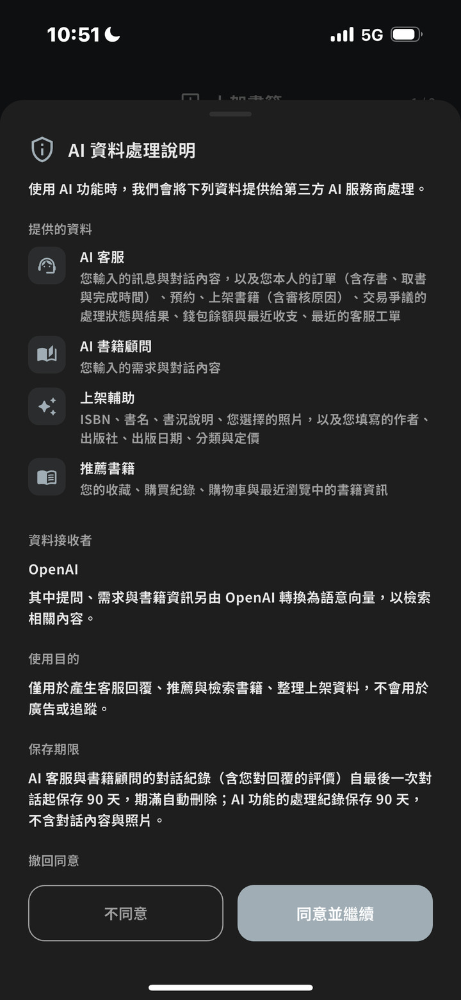 10:51
5G
AI 資料處理說明
使用 AI 功能時，我們會將下列資料提供給第三方 AI 服務商處理。
提供的資料
AI 客服
您輸入的訊息與對話內容，以及您本人的訂單（含存書、取書
與完成時間）、預約、上架書籍（含審核原因）、交易爭議的
處理狀態與結果、錢包餘額與最近收支、最近的客服工單
AI 書籍顧問
您輸入的需求與對話內容
上架輔助
ISBN、書名、書況說明、您選擇的照片，以及您填寫的作者、
出版社、出版日期、分類與定價
推薦書籍
您的收藏、購買紀錄、購物車與最近瀏覽中的書籍資訊
資料接收者
OpenAI
其中提問、需求與書籍資訊另由 OpenAI 轉換為語意向量，以檢索
相關內容。
使用目的
僅用於產生客服回覆、推薦與檢索書籍、整理上架資料，不會用於
廣告或追蹤。
保存期限
AI 客服與書籍顧問的對話紀錄（含您對回覆的評價）自最後一次對
話起保存 90 天，期滿自動刪除；AI 功能的處理紀錄保存 90 天，
不含對話內容與照片。
撤回同意
不同意
同意並繼續